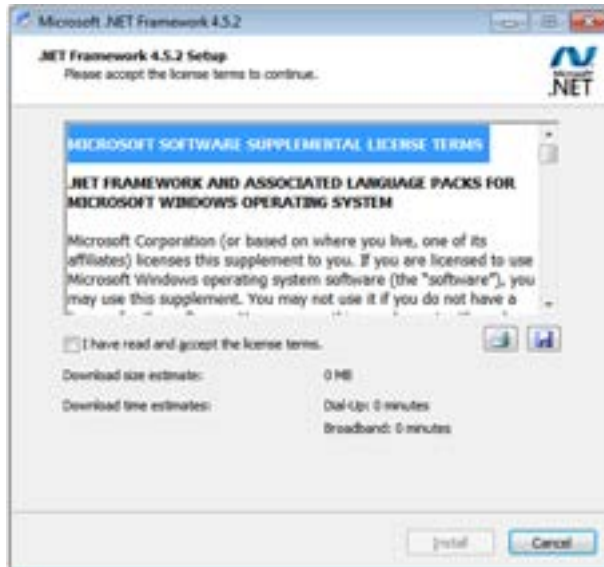 Microsoft .NET Framework 4.5.2
.NET Framework 4.5.2 Setup
Please accept the license terms to continue.
Microsoft
.NET
MICROSOFT SOFTWARE SUPPLEMENTAL LICENSE TERMS
.NET FRAMEWORK AND ASSOCIATED LANGUAGE PACKS FOR
MICROSOFT WINDOWS OPERATING SYSTEM
Microsoft Corporation (or based on where you live, one of its
affiliates) licenses this supplement to you. If you are licensed to use
Microsoft Windows operating system software (the "software"), you
may use this supplement. You may not use it if you do not have a
I have read and accept the license terms.
Download size estimate: 0 MB
Download time estimates: Dial-Up: 0 minutes
Broadband: 0 minutes
Install Cancel